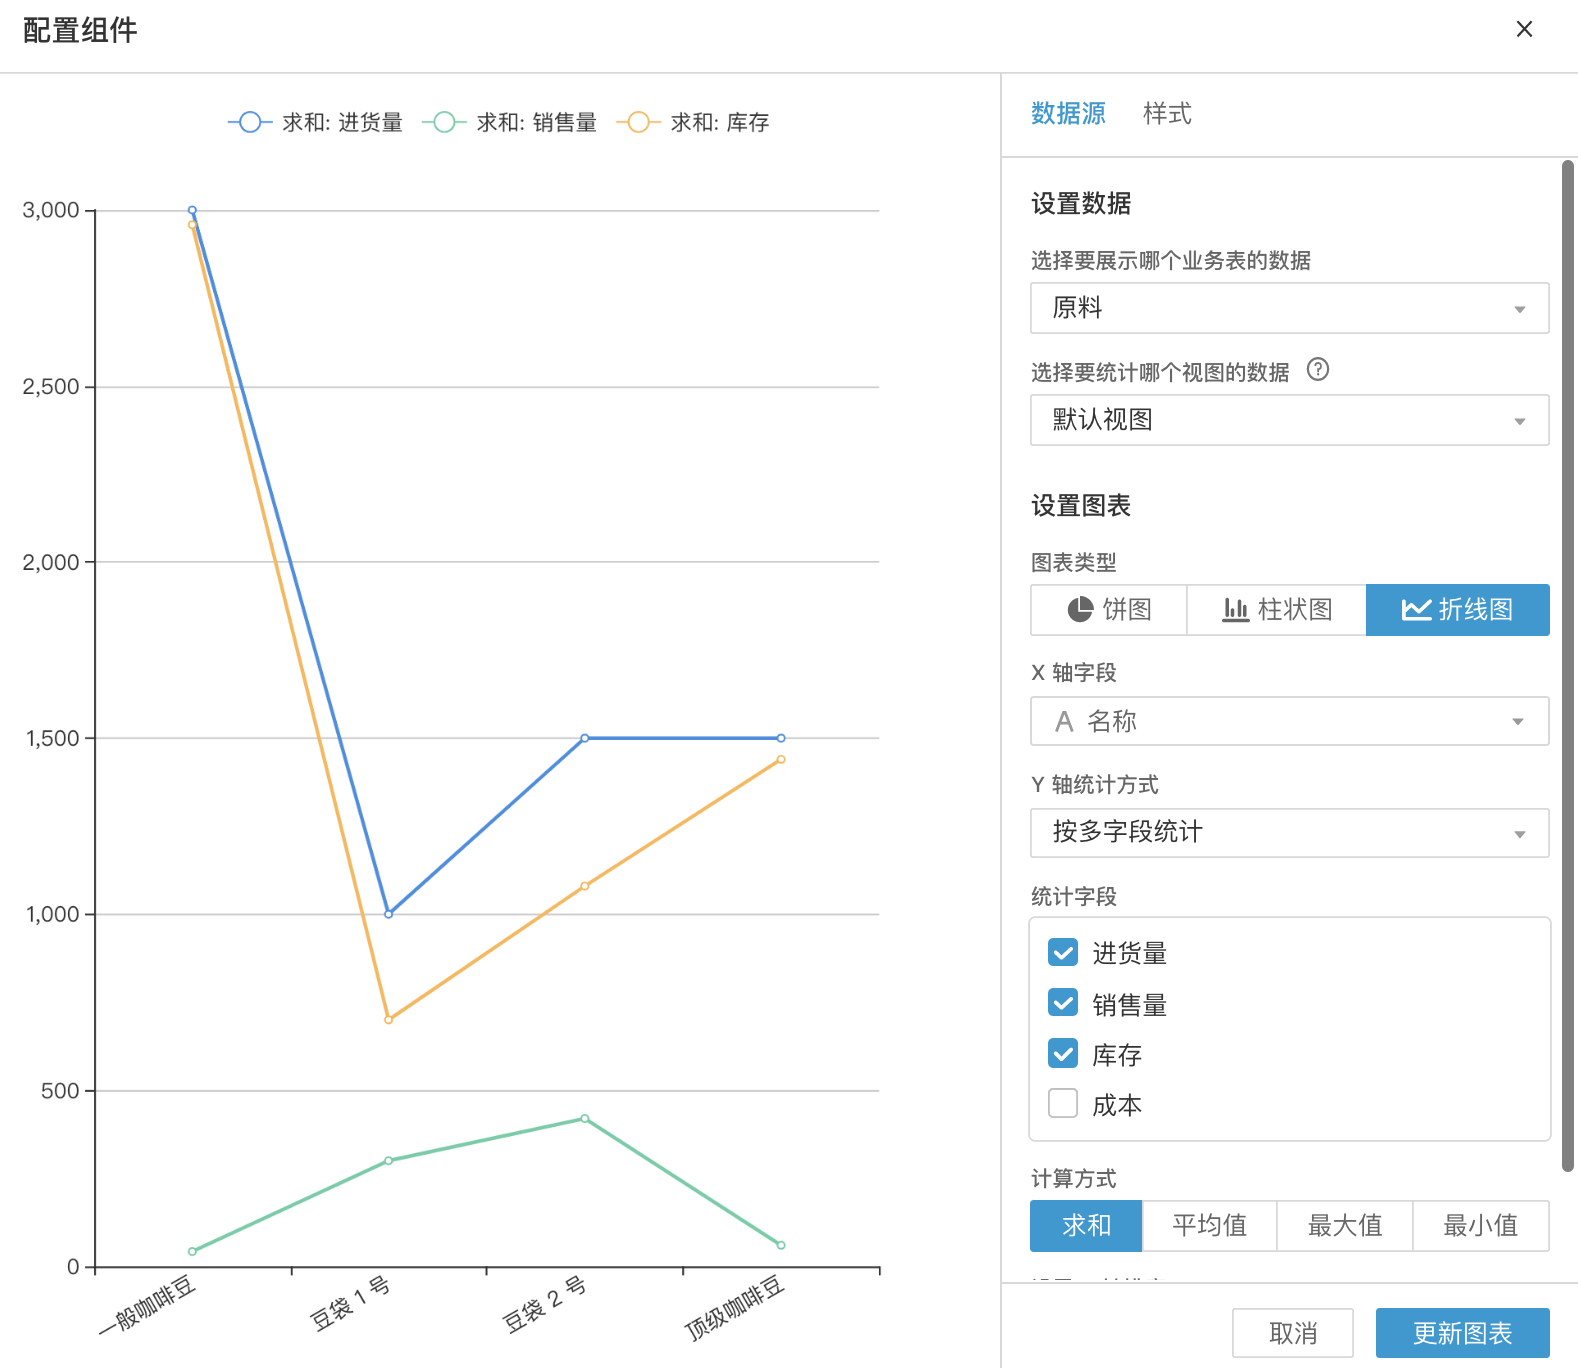 配置组件
求和: 进货量 求和: 销售量 求和: 库存
3,000
2,500
2,000
1,500
1,000
500
0
一般咖啡豆 豆袋 1 号 豆袋 2 号 顶级咖啡豆
数据源 样式
设置数据
选择要展示哪个业务表的数据
原料
选择要统计哪个视图的数据 ?
默认视图
设置图表
图表类型
饼图 柱状图 折线图
X 轴字段
A 名称
Y 轴统计方式
按多字段统计
统计字段
进货量
销售量
库存
成本
计算方式
求和 平均值 最大值 最小值
取消 更新图表